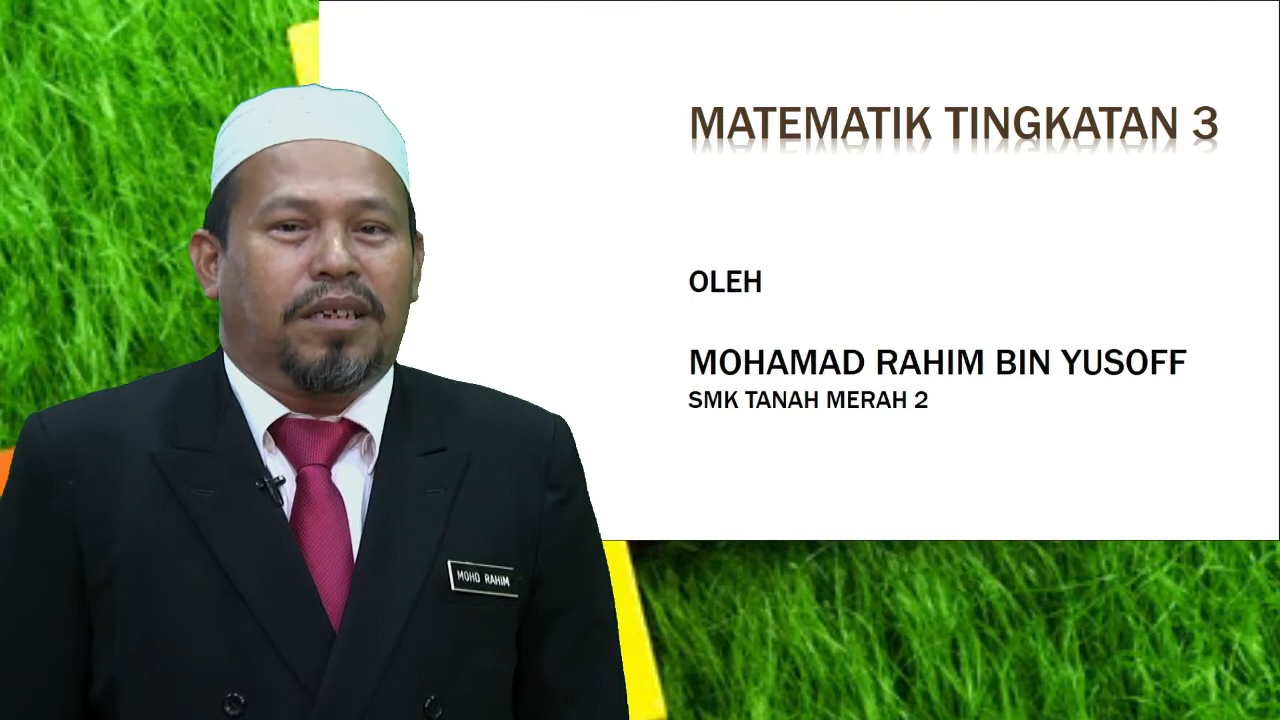 MATEMATIK TINGKATAN 3
OLEH
MOHAMAD RAHIM BIN YUSOFF
SMK TANAH MERAH 2
MOHD RAHIM